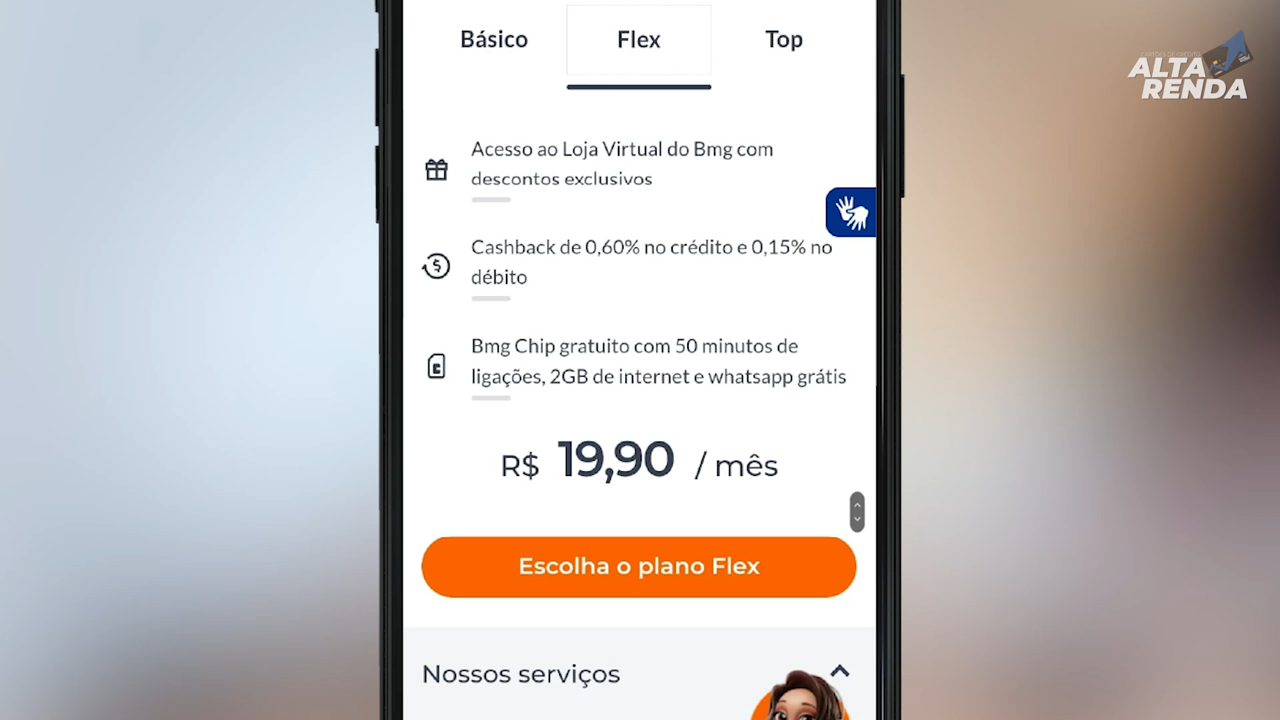 Básico
Flex
Top
ALTA
RENDA
Acesso ao Loja Virtual do Bmg com
descontos exclusivos
Cashback de 0,60% no crédito e 0,15% no
débito
Bmg Chip gratuito com 50 minutos de
ligações, 2GB de internet e whatsapp grátis
R$ 19,90 / mês
Escolha o plano Flex
Nossos serviços